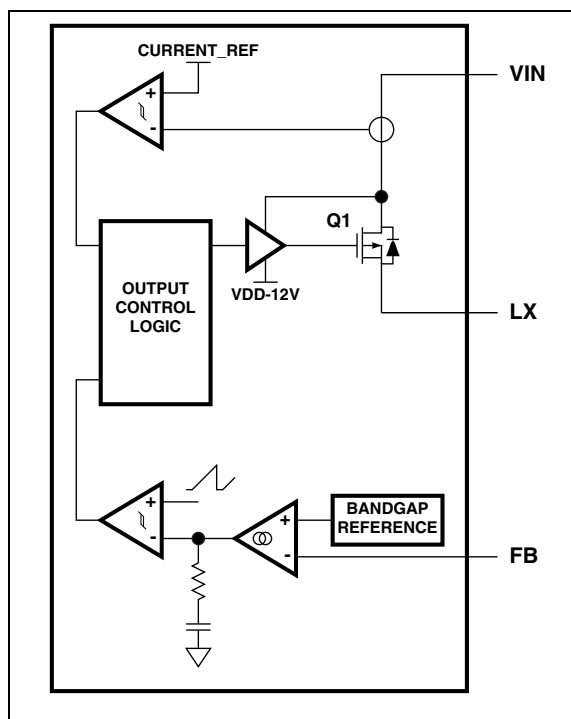 CURRENT_REF
VIN
+
-
Q1
OUTPUT
CONTROL
LOGIC
VDD-12V
LX
+
-
+
-
BANDGAP
REFERENCE
FB